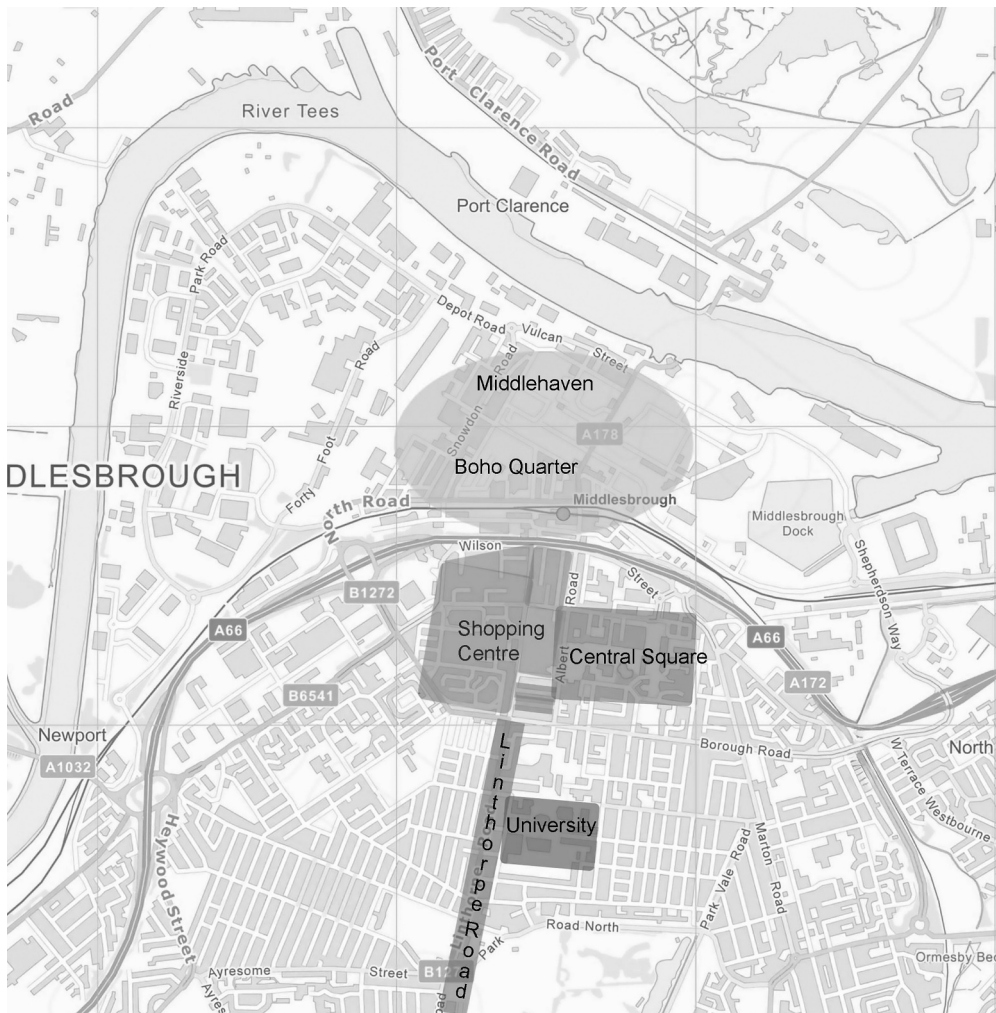 River Tees
Road
Port Clarence Road
Port Clarence
Park Road
Riverside
Depot Road
Vulcan
Street
Road
Snowdon
Road
Foot
Forty
Middlehaven
A178
Boho Quarter
DLESBROUGH
North Road
Middlesbrough
Middlesbrough
Dock
Wilson
Street
Road
Albert
Shepherdson Way
B1272
A66
A66
Shopping
Centre
Central Square
A172
B6541
Newport
A1032
Borough Road
North
W Terrace
Westbourne
Linthorpe Road
University
Heywood Street
Marton Road
Park Vale Road
Park
Road North
Ayresome
Street
Ayres
Ormesby